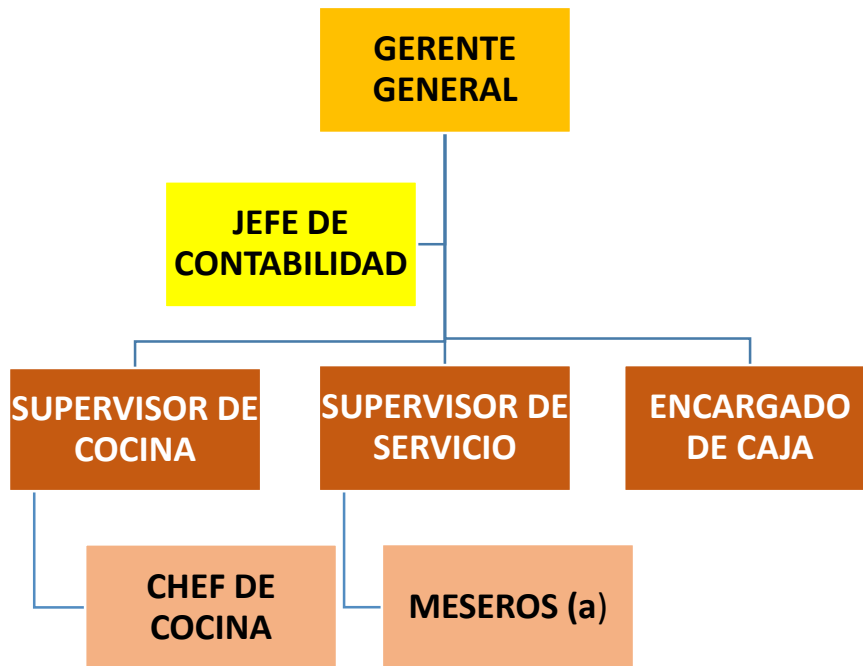 GERENTE
GENERAL
JEFE DE
CONTABILIDAD
SUPERVISOR DE
COCINA
SUPERVISOR DE
SERVICIO
ENCARGADO
DE CAJA
CHEF DE
COCINA
MESEROS (a)